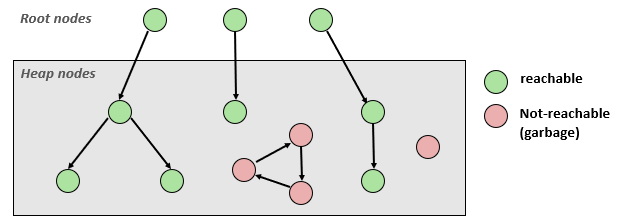 Root nodes
Heap nodes
reachable
Not-reachable
(garbage)